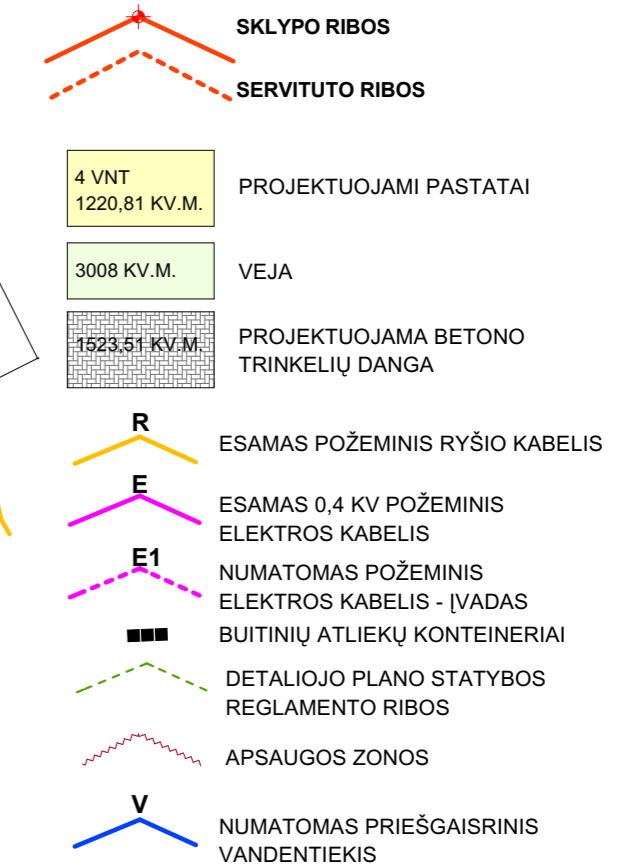 SKLYPO RIBOS
SERVITUTO RIBOS
4 VNT
1220,81 KV.M.
PROJEKTUOJAMI PASTATAI
3008 KV.M.
VEJA
1523,51 KV.M.
PROJEKTUOJAMA BETONO
TRINKELIŲ DANGA
R
ESAMAS POŽEMINIS RYŠIO KABELIS
E
ESAMAS 0,4 KV POŽEMINIS
ELEKTROS KABELIS
E1
NUMATOMAS POŽEMINIS
ELEKTROS KABELIS - ĮVADAS
BUITINIŲ ATLIEKŲ KONTEINERIAI
DETALIOJO PLANO STATYBOS
REGLAMENTO RIBOS
APSAUGOS ZONOS
V
NUMATOMAS PRIEŠGAISRINIS
VANDENTIEKIS